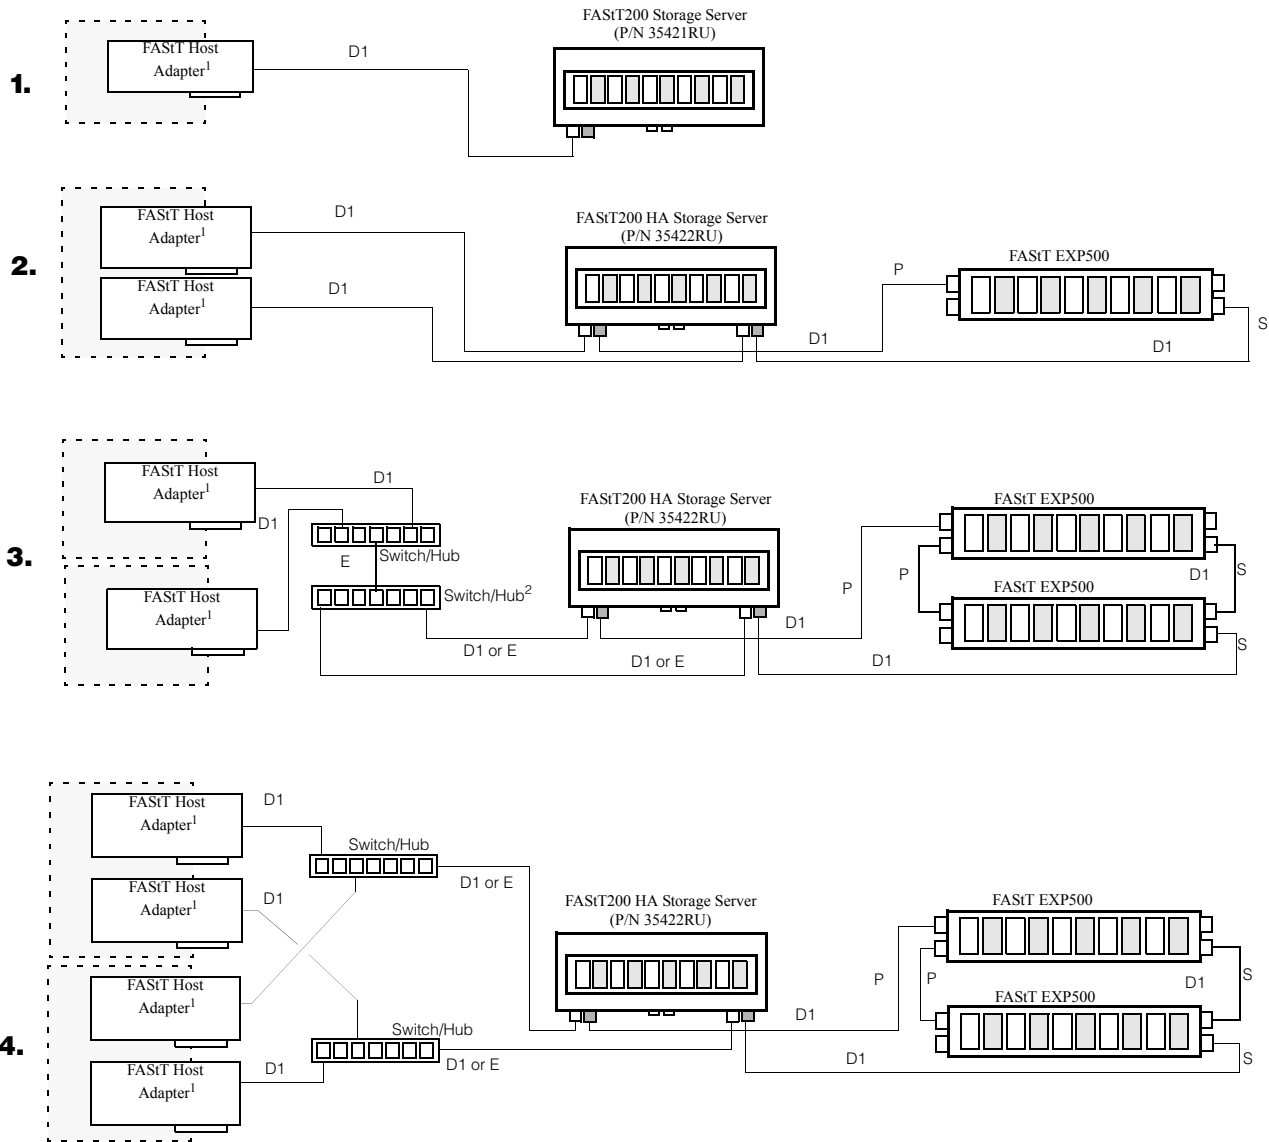 FAStT200 Storage Server
(P/N 35421RU)
1.
FAStT Host
Adapter1
D1
2.
FAStT Host
Adapter1
FAStT Host
Adapter1
D1
D1
FAStT200 HA Storage Server
(P/N 35422RU)
D1
P
FAStT EXP500
D1
S
3.
FAStT Host
Adapter1
D1
D1
E
Switch/Hub
FAStT Host
Adapter1
Switch/Hub2
D1 or E
D1 or E
FAStT200 HA Storage Server
(P/N 35422RU)
D1
P
P
FAStT EXP500
D1
S
FAStT EXP500
S
D1
4.
FAStT Host
Adapter1
D1
FAStT Host
Adapter1
D1
FAStT Host
Adapter1
FAStT Host
Adapter1
D1
Switch/Hub
D1 or E
Switch/Hub
D1 or E
FAStT200 HA Storage Server
(P/N 35422RU)
D1
P
P
FAStT EXP500
D1
S
FAStT EXP500
S
D1